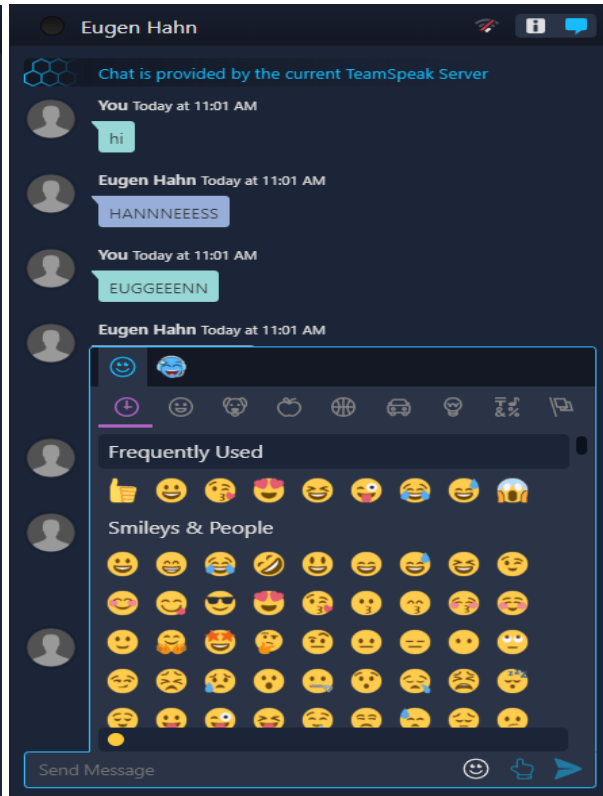 Eugen Hahn
Chat is provided by the current TeamSpeak Server
You Today at 11:01 AM
hi
Eugen Hahn Today at 11:01 AM
HANNNEEESS
You Today at 11:01 AM
EUGGEEENN
Eugen Hahn Today at 11:01 AM
Frequently Used
Smileys & People
Send Message